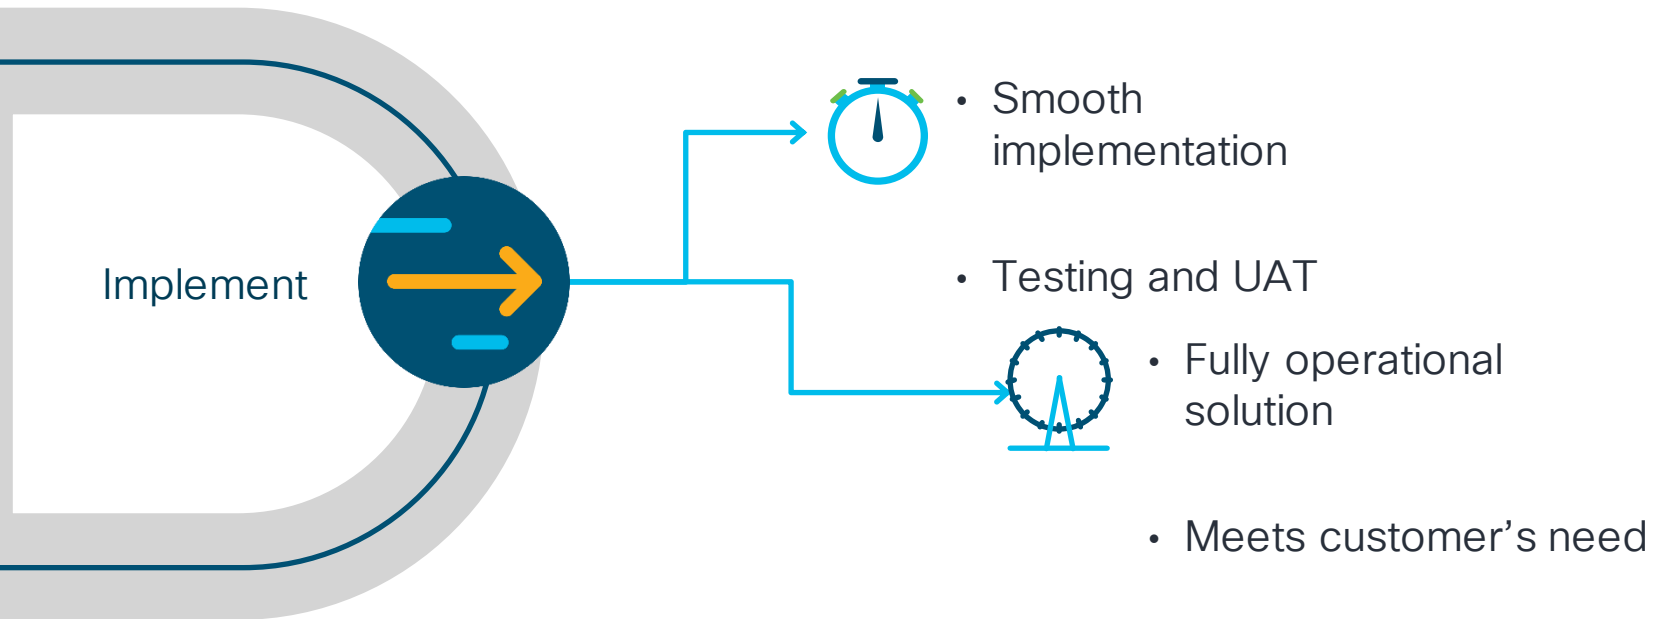 Implement
• Smooth
implementation
• Testing and UAT
• Fully operational
solution
• Meets customer’s need